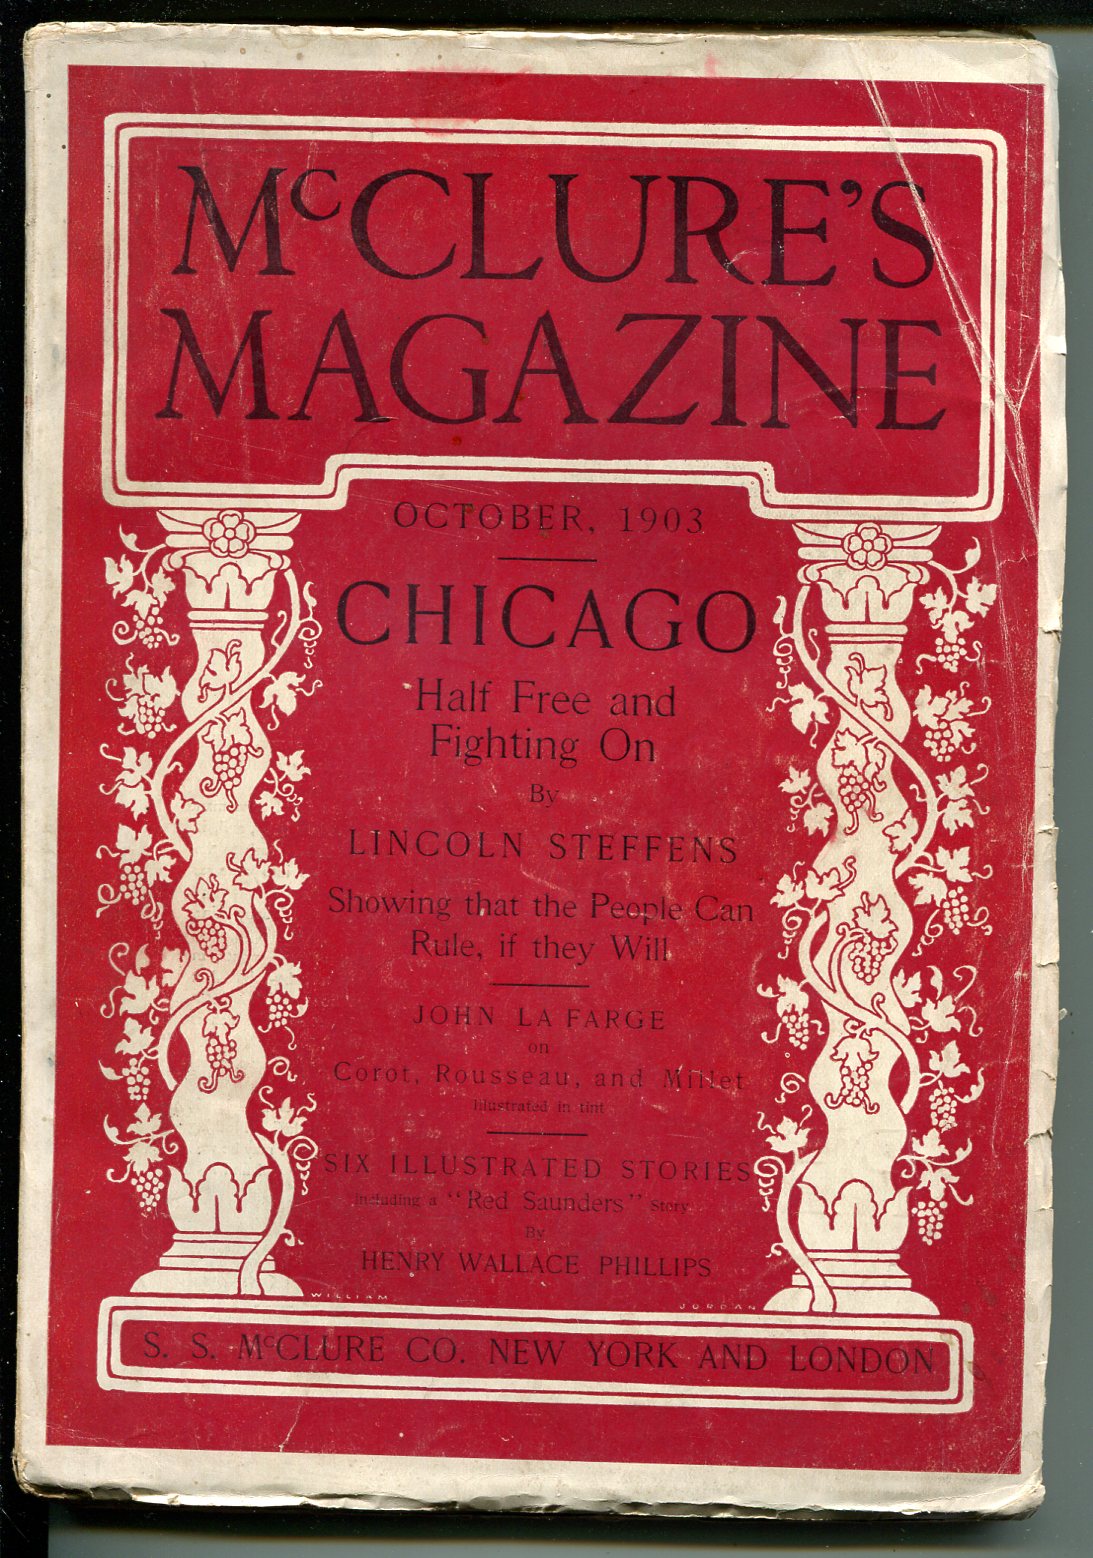 McCLURE'S
MAGAZINE
OCTOBER, 1903
CHICAGO
Half Free and
Fighting On
By
LINCOLN STEFFENS
Showing that the People Can
Rule, if they Will
JOHN LA FARGE
on
Corot, Rousseau, and Millet
Illustrated in tint
SIX ILLUSTRATED STORIES
including a "Red Saunders" Story
By
HENRY WALLACE PHILLIPS
WILLIAM JORDAN
S. S. McCLURE CO. NEW YORK AND LONDON